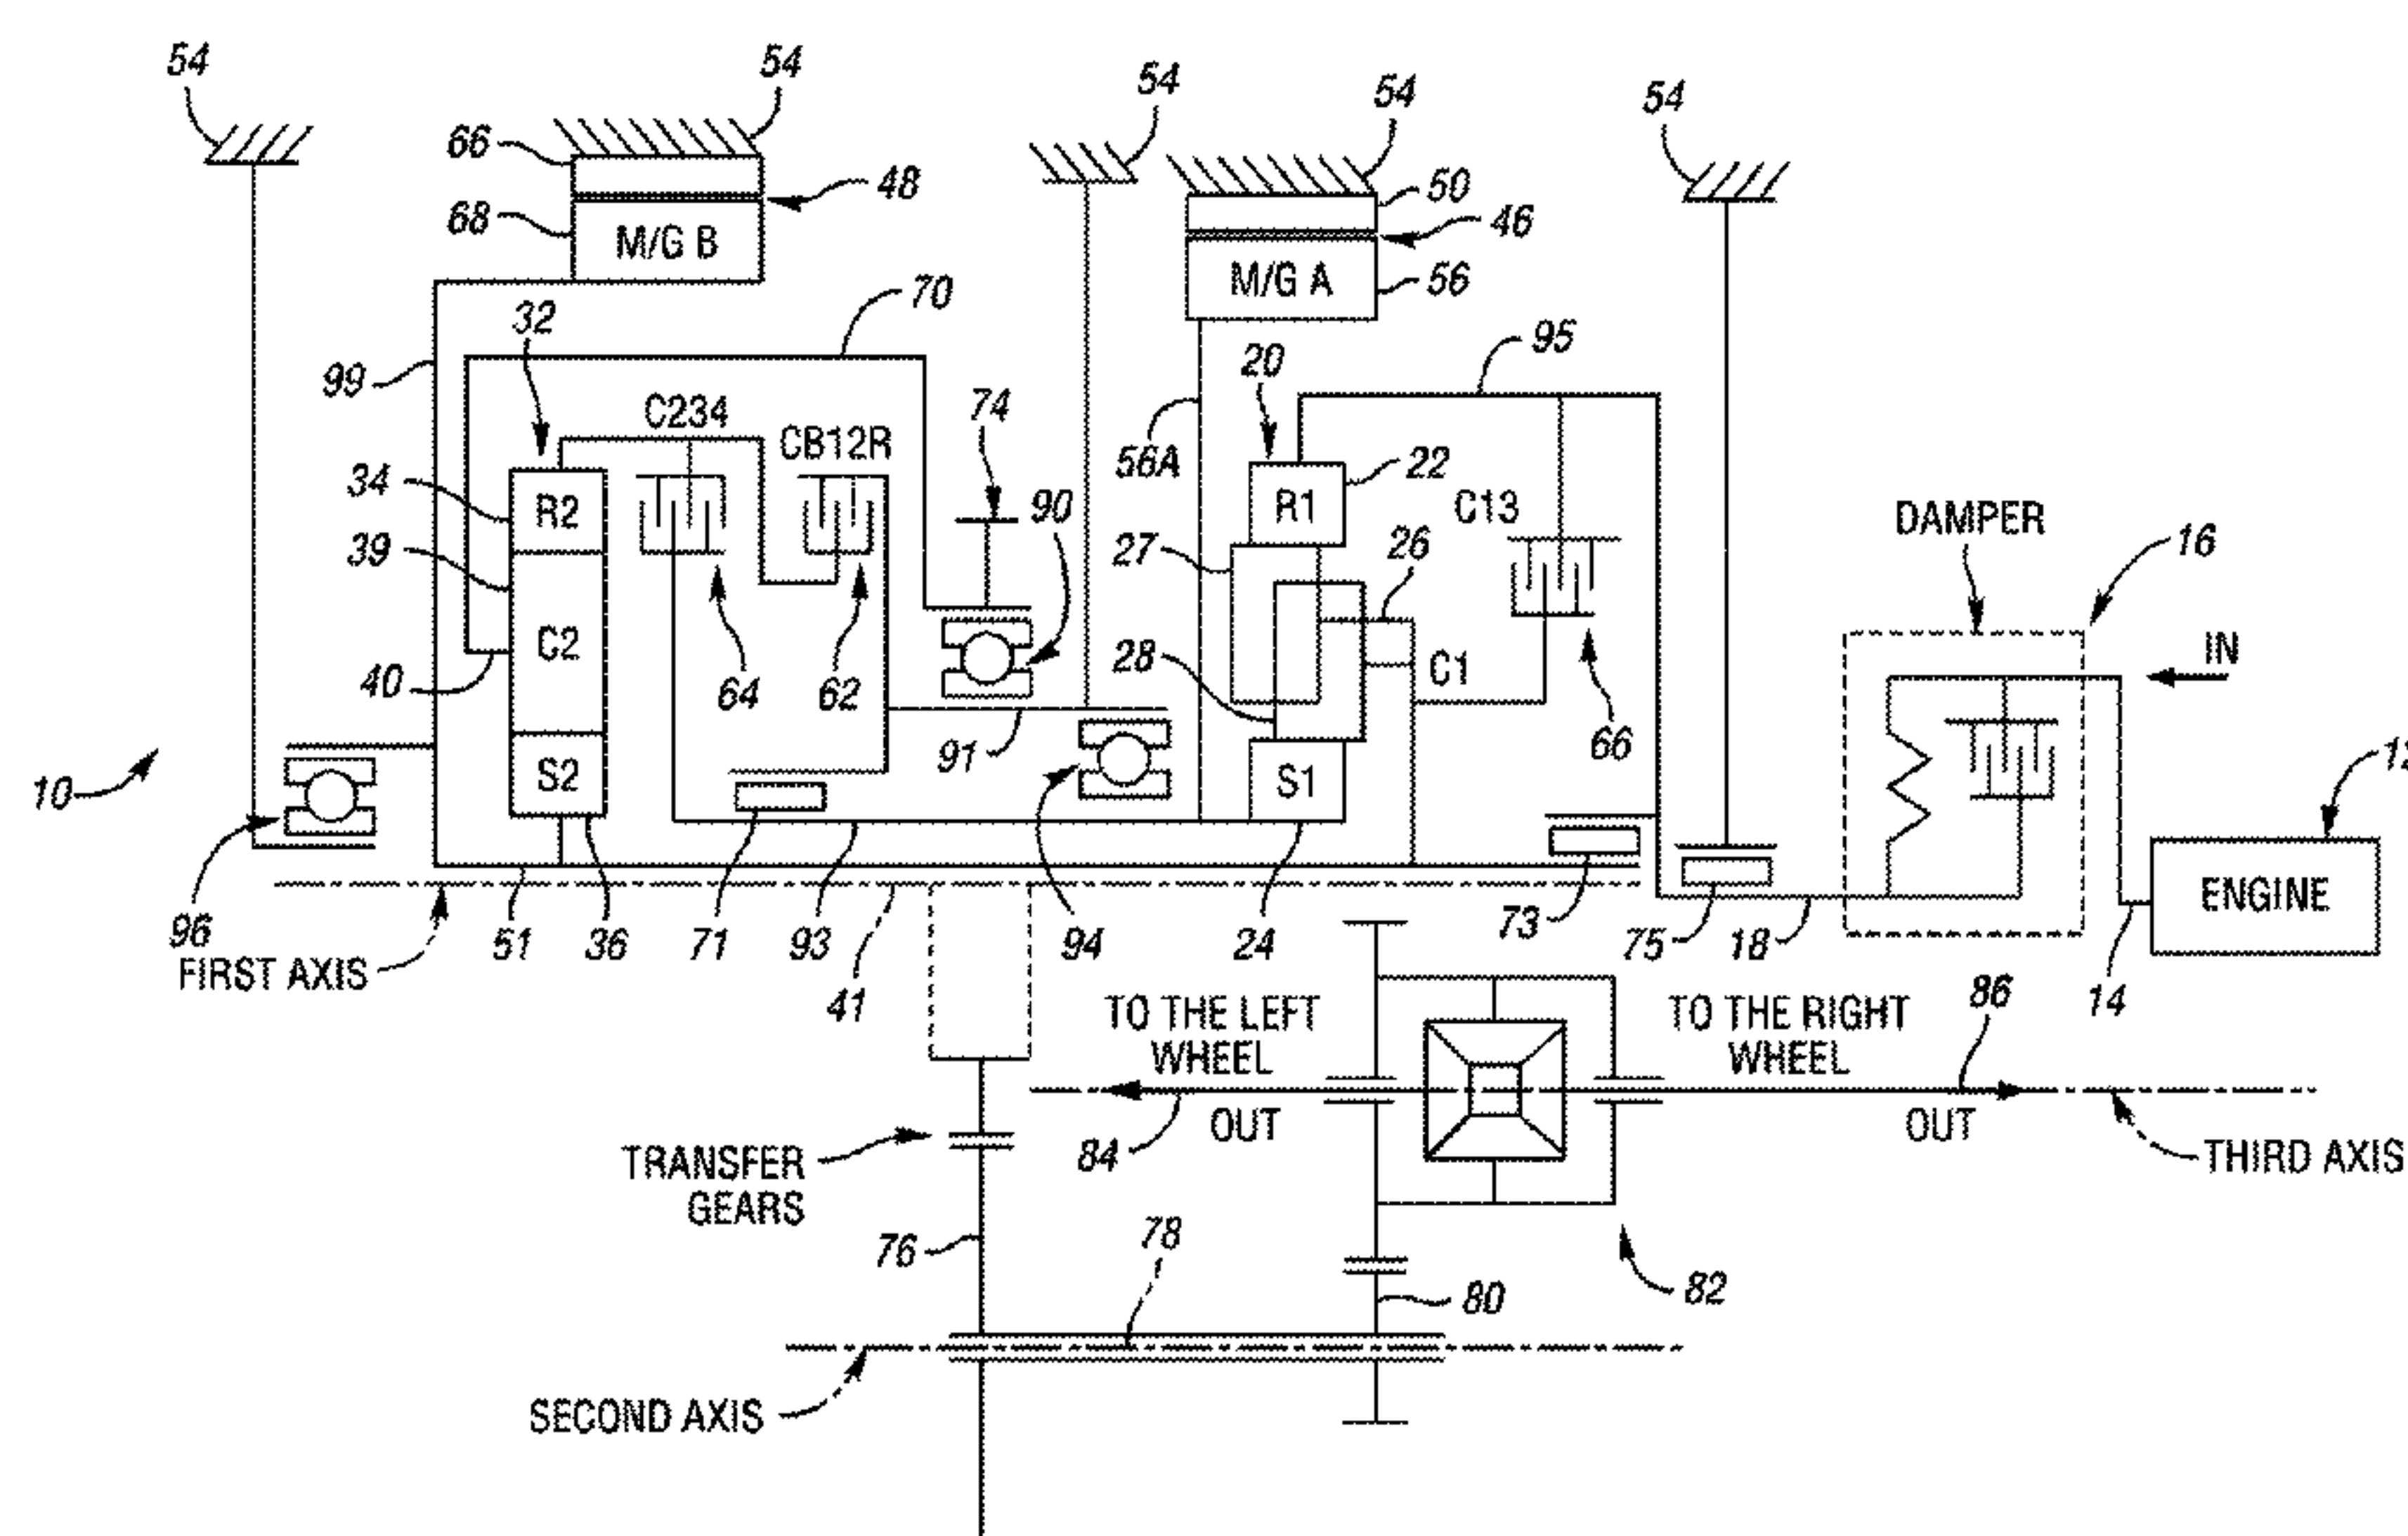 54
54
54
54
54
66
48
50
68
M/G B
46
M/G A
56
70
32
20
95
99
C234
74
CB12R
56A
22
34
R2
90
R1
C13
DAMPER
16
39
27
26
C2
28
C1
IN
40
64
62
91
66
10
S2
S1
12
ENGINE
96
51
36
71
93
94
24
73
75
18
14
FIRST AXIS
41
TO THE LEFT
WHEEL
TO THE RIGHT
WHEEL
86
OUT
84
OUT
TRANSFER
GEARS
THIRD AXIS
76
78
80
82
SECOND AXIS